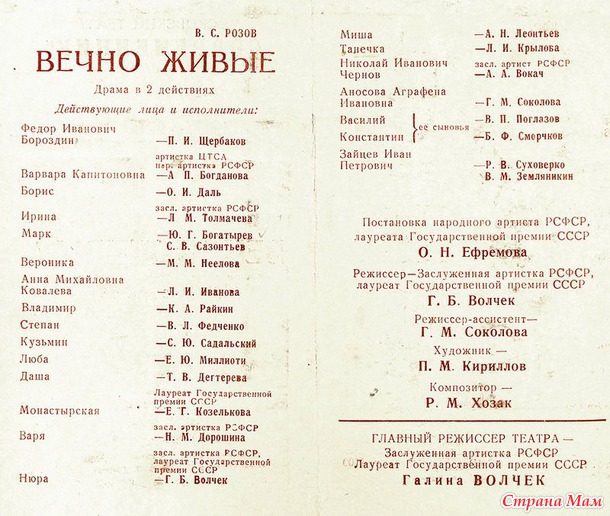 В. С. РОЗОВ
ВЕЧНО ЖИВЫЕ
Драма в 2 действиях
Действующие лица и исполнители:
Федор Иванович
Бороздин —П. И. Щербаков
артистка ЦТСА
нар. артистка РСФСР
Варвара Капитоновна —А. П. Богданова
Борис —О. И. Даль
засл. артистка РСФСР
Ирина —Л. М. Толмачева
Марк —Ю. Г. Богатырев
С. В. Сазонтьев
Вероника —М. М. Неелова
Анна Михайловна
Ковалева —Л. И. Иванова
Владимир —К. А. Райкин
Степан —В. Л. Федченко
Кузьмин —С. Ю. Садальский
Люба —Е. Ю. Миллиоти
Даша —Т. В. Дегтерева
Лауреат Государственной
премии СССР
Монастырская —Е. Г. Козелькова
засл. артистка РСФСР
Варя —Н. М. Дорошина
засл. артистка РСФСР,
лауреат Государственной
премии СССР
Нюра —Г. Б. Волчек
Миша —А. Н. Леонтьев
Танечка —Л. И. Крылова
Николай Иванович засл. артист РСФСР
Чернов —А. А. Вокач
Аносова Аграфена
Ивановна —Г. М. Соколова
Василий —В. П. Поглазов
ее сыновья
Константин —Б. Ф. Сморчков
Зайцев Иван
Петрович —Р. В. Суховерко
В. М. Земляникин
Постановка народного артиста РСФСР,
лауреата Государственной премии СССР
О. Н. Ефремова
Режиссер—Заслуженная артистка РСФСР,
лауреат Государственной премии СССР
Г. Б. Волчек
Режиссер-ассистент—
Г. М. Соколова
Художник —
П. М. Кириллов
Композитор —
Р. М. Хозак
ГЛАВНЫЙ РЕЖИССЕР ТЕАТРА —
Заслуженная артистка РСФСР
Лауреат Государственной премии СССР
Галина ВОЛЧЕК
Страна Мам